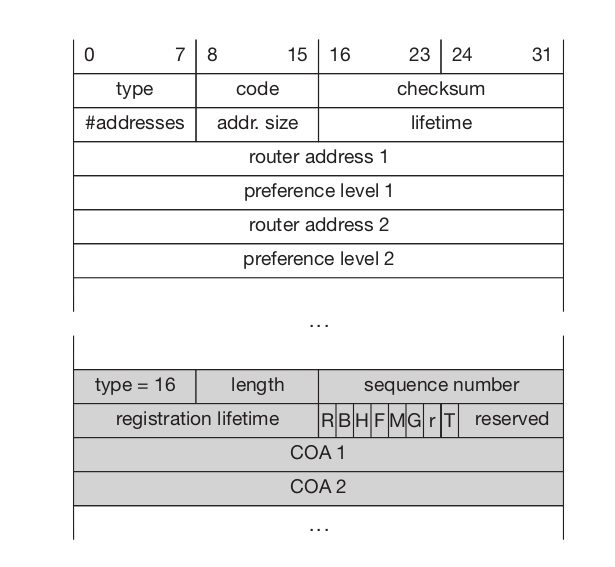 0 7 8 15 16 23 24 31
type code checksum
#addresses addr. size lifetime
router address 1
preference level 1
router address 2
preference level 2
...
type = 16 length sequence number
registration lifetime R B H F M G r T reserved
COA 1
COA 2
...